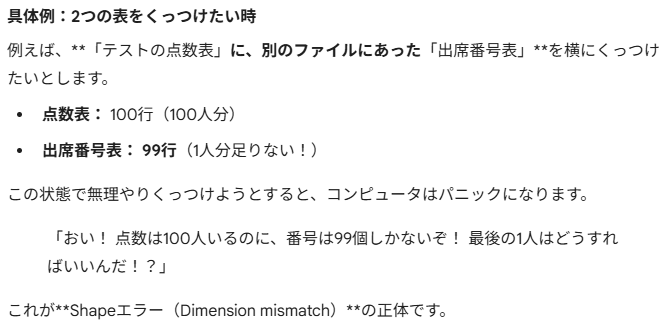 具体例：2つの表をくっつけたい時
例えば、**「テストの点数表」に、別のファイルにあった「出席番号表」**を横にくっつけ
たいとします。
• 点数表： 100行（100人分）
• 出席番号表： 99行（1人分足りない！）
この状態で無理やりくっつけようとすると、コンピュータはパニックになります。
「おい！ 点数は100人いるのに、番号は99個しかないぞ！ 最後の1人はどうすれ
ばいいんだ！？」
これが**Shapeエラー（Dimension mismatch）**の正体です。